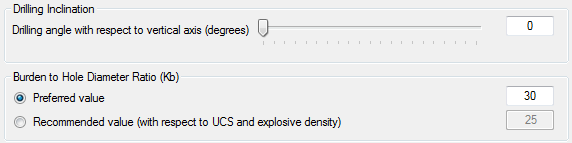 Drilling Inclination
Drilling angle with respect to vertical axis (degrees) 0
Burden to Hole Diameter Ratio (Kb)
Preferred value 30
Recommended value (with respect to UCS and explosive density) 25